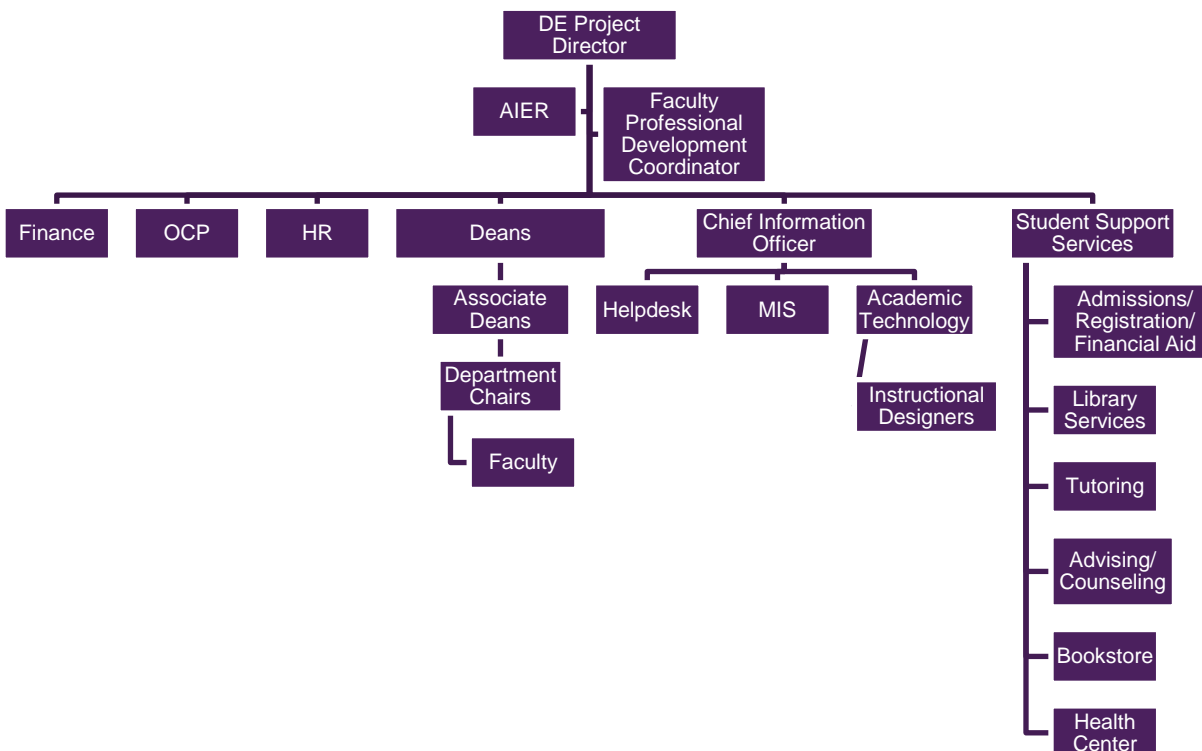 DE Project
Director
AIER
Faculty
Professional
Development
Coordinator
Finance
OCP
HR
Deans
Chief Information
Officer
Student Support
Services
Associate
Deans
Helpdesk
MIS
Academic
Technology
Admissions/
Registration/
Financial Aid
Department
Chairs
Instructional
Designers
Library
Services
Faculty
Tutoring
Advising/
Counseling
Bookstore
Health
Center